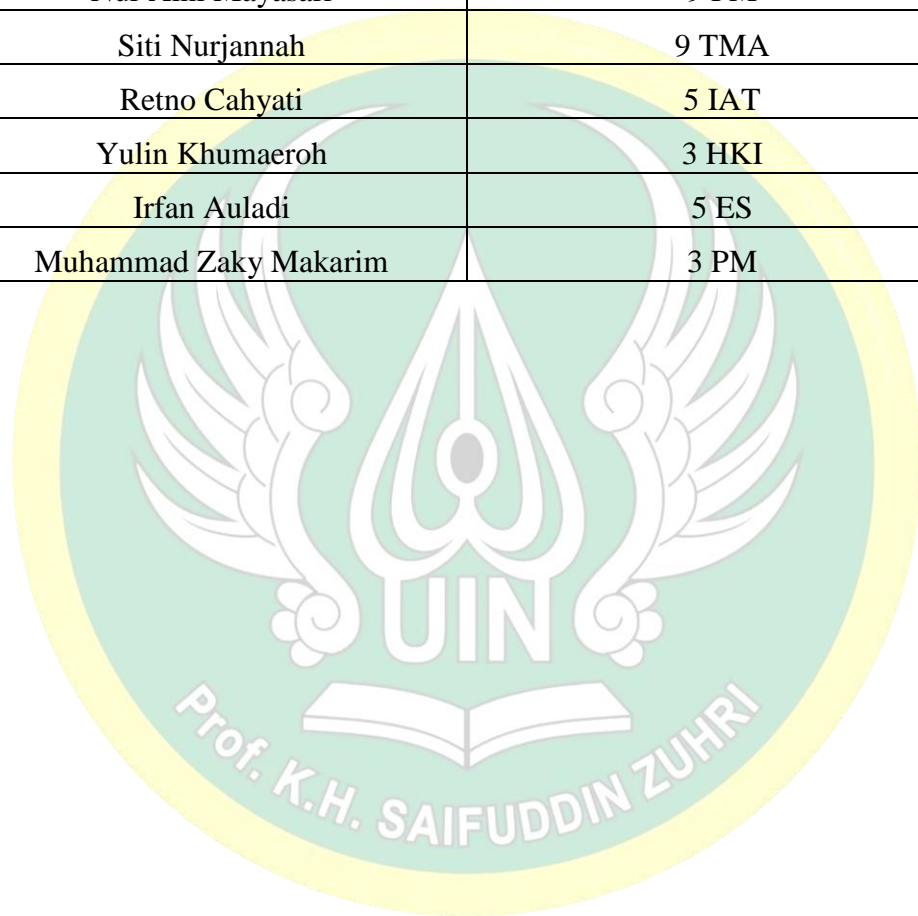 Siti Nurjannah 9 TMA
Retno Cahyati 5 IAT
Yulin Khumaeroh 3 HKI
Irfan Auladi 5 ES
Muhammad Zaky Makarim 3 PM
UIN
Prof. K.H. SAIFUDDIN ZUHRI